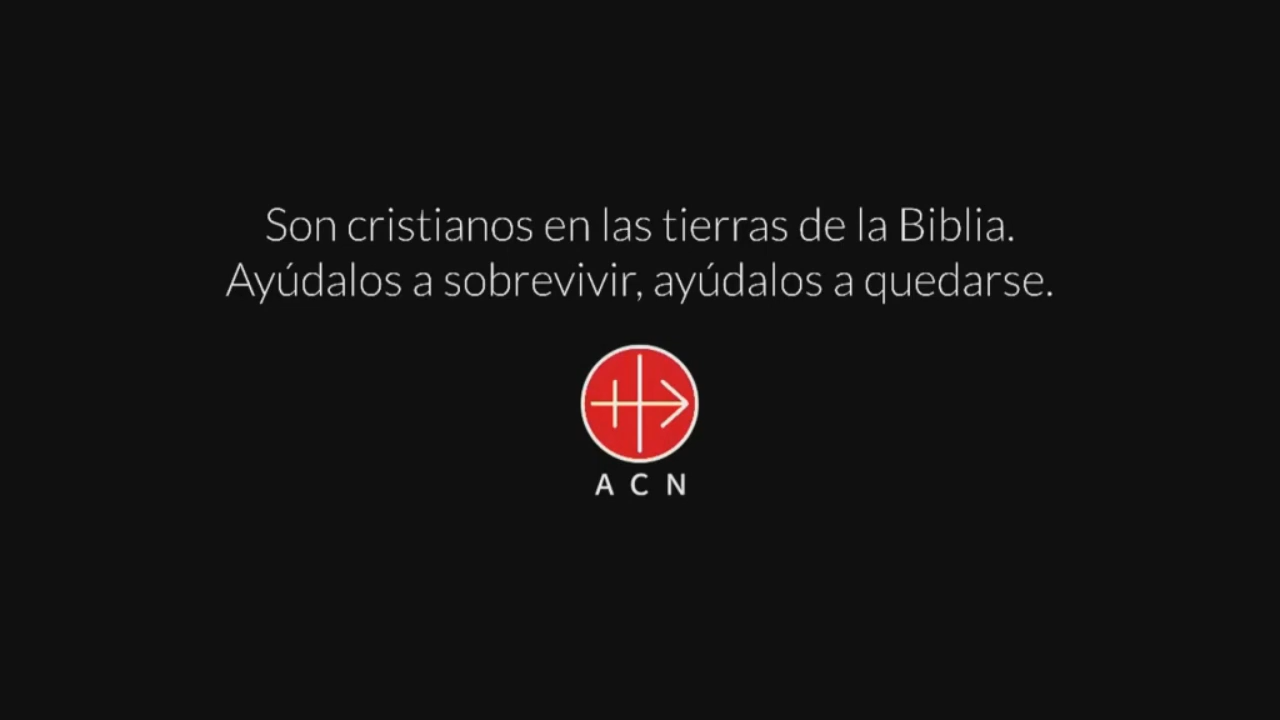 Son cristianos en las tierras de la Biblia.
Ayúdalos a sobrevivir, ayúdalos a quedarse.
ACN